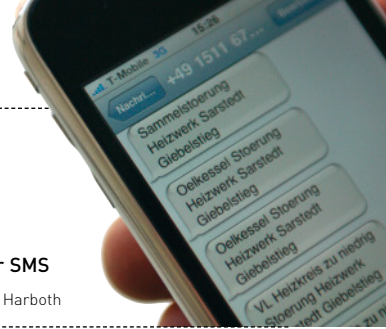 T-Mobile 3G 15:26
Nachri...
+49 1511 67...
Sammelstoerung
Heizwerk Sarstedt
Giebelstieg
Oelkessel Stoerung
Heizwerk Sarstedt
Giebelstieg
Oelkessel Stoerung
Heizwerk Sarstedt
Giebelstieg
VL Heizkreis zu niedrig
Stoerung Heizwerk
Giebelstieg
SMS
Harboth